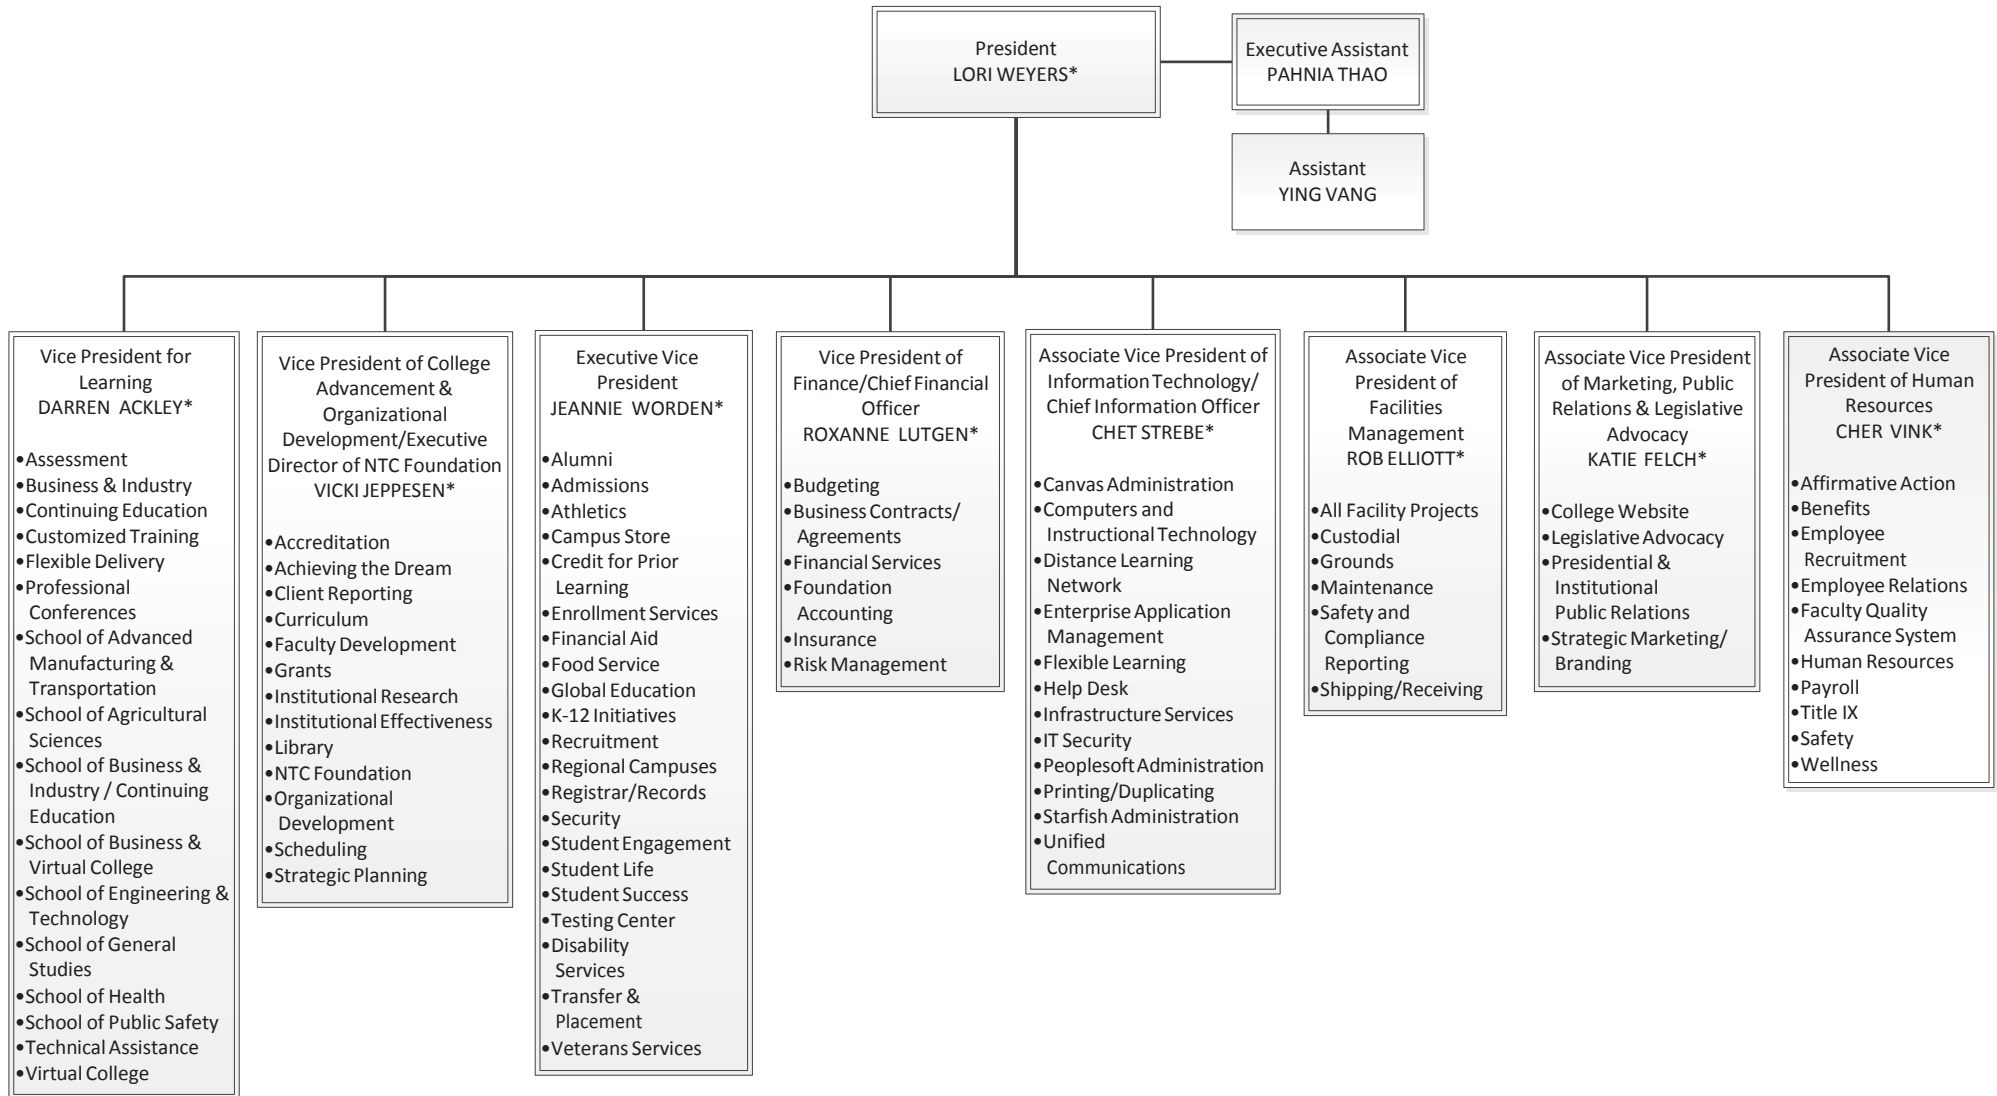 President
LORI WEYERS*
Executive Assistant
PAHNIA THAO
Assistant
YING VANG
Vice President for
Learning
DARREN ACKLEY*
•Assessment
•Business & Industry
•Continuing Education
•Customized Training
•Flexible Delivery
•Professional
Conferences
•School of Advanced
Manufacturing &
Transportation
•School of Agricultural
Sciences
•School of Business &
Industry / Continuing
Education
•School of Business &
Virtual College
•School of Engineering &
Technology
•School of General
Studies
•School of Health
•School of Public Safety
•Technical Assistance
•Virtual College
Vice President of College
Advancement &
Organizational
Development/Executive
Director of NTC Foundation
VICKI JEPPESEN*
•Accreditation
•Achieving the Dream
•Client Reporting
•Curriculum
•Faculty Development
•Grants
•Institutional Research
•Institutional Effectiveness
•Library
•NTC Foundation
•Organizational
Development
•Scheduling
•Strategic Planning
Executive Vice
President
JEANNIE WORDEN*
•Alumni
•Admissions
•Athletics
•Campus Store
•Credit for Prior
Learning
•Enrollment Services
•Financial Aid
•Food Service
•Global Education
•K-12 Initiatives
•Recruitment
•Regional Campuses
•Registrar/Records
•Security
•Student Engagement
•Student Life
•Student Success
•Testing Center
•Disability
Services
•Transfer &
Placement
•Veterans Services
Vice President of
Finance/Chief Financial
Officer
ROXANNE LUTGEN*
•Budgeting
•Business Contracts/
Agreements
•Financial Services
•Foundation
Accounting
•Insurance
•Risk Management
Associate Vice President of
Information Technology/
Chief Information Officer
CHET STREBE*
•Canvas Administration
•Computers and
Instructional Technology
•Distance Learning
Network
•Enterprise Application
Management
•Flexible Learning
•Help Desk
•Infrastructure Services
•IT Security
•Peoplesoft Administration
•Printing/Duplicating
•Starfish Administration
•Unified
Communications
Associate Vice
President of
Facilities
Management
ROB ELLIOTT*
•All Facility Projects
•Custodial
•Grounds
•Maintenance
•Safety and
Compliance
Reporting
•Shipping/Receiving
Associate Vice President
of Marketing, Public
Relations & Legislative
Advocacy
KATIE FELCH*
•College Website
•Legislative Advocacy
•Presidential &
Institutional
Public Relations
•Strategic Marketing/
Branding
Associate Vice
President of Human
Resources
CHER VINK*
•Affirmative Action
•Benefits
•Employee
Recruitment
•Employee Relations
•Faculty Quality
Assurance System
•Human Resources
•Payroll
•Title IX
•Safety
•Wellness